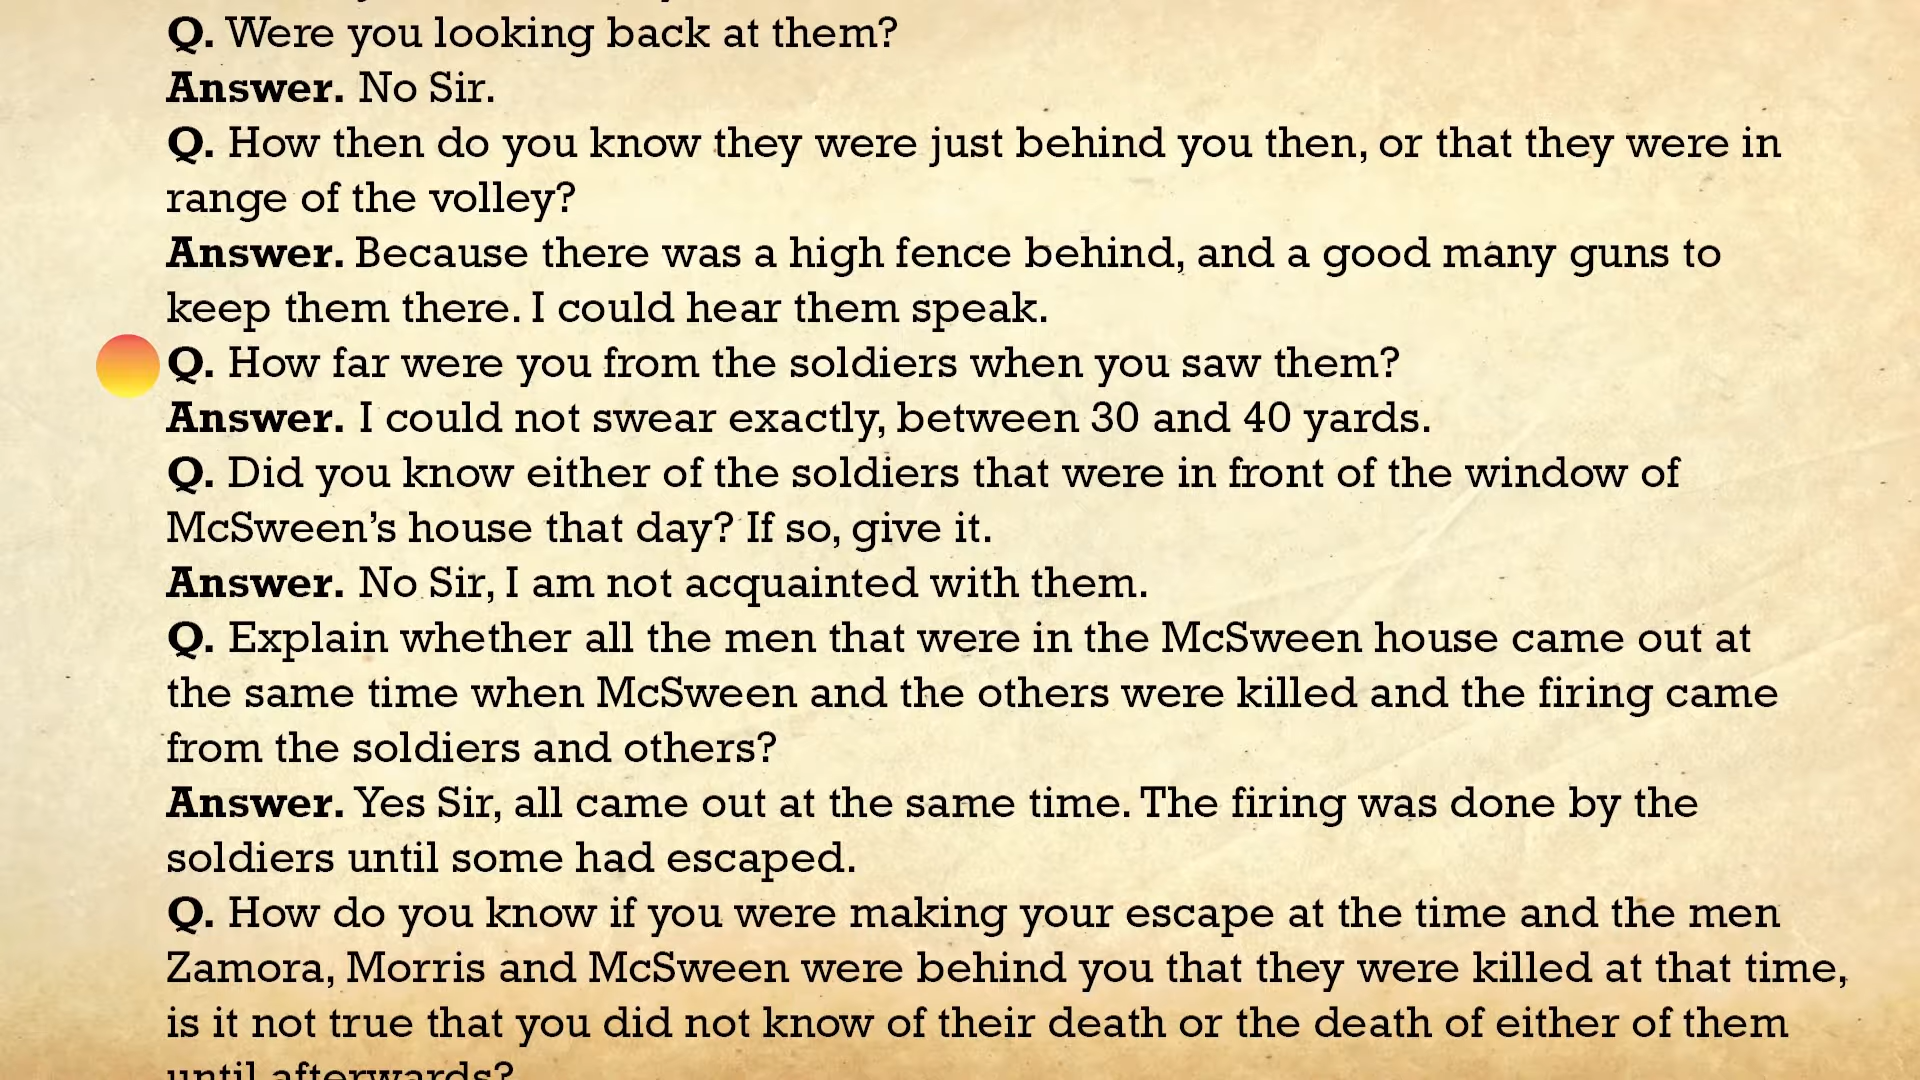 Q. Were you looking back at them?
Answer. No Sir.
Q. How then do you know they were just behind you then, or that they were in
range of the volley?
Answer. Because there was a high fence behind, and a good many guns to
keep them there. I could hear them speak.
Q. How far were you from the soldiers when you saw them?
Answer. I could not swear exactly, between 30 and 40 yards.
Q. Did you know either of the soldiers that were in front of the window of
McSween’s house that day? If so, give it.
Answer. No Sir, I am not acquainted with them.
Q. Explain whether all the men that were in the McSween house came out at
the same time when McSween and the others were killed and the firing came
from the soldiers and others?
Answer. Yes Sir, all came out at the same time. The firing was done by the
soldiers until some had escaped.
Q. How do you know if you were making your escape at the time and the men
Zamora, Morris and McSween were behind you that they were killed at that time,
is it not true that you did not know of their death or the death of either of them
until afterwards?